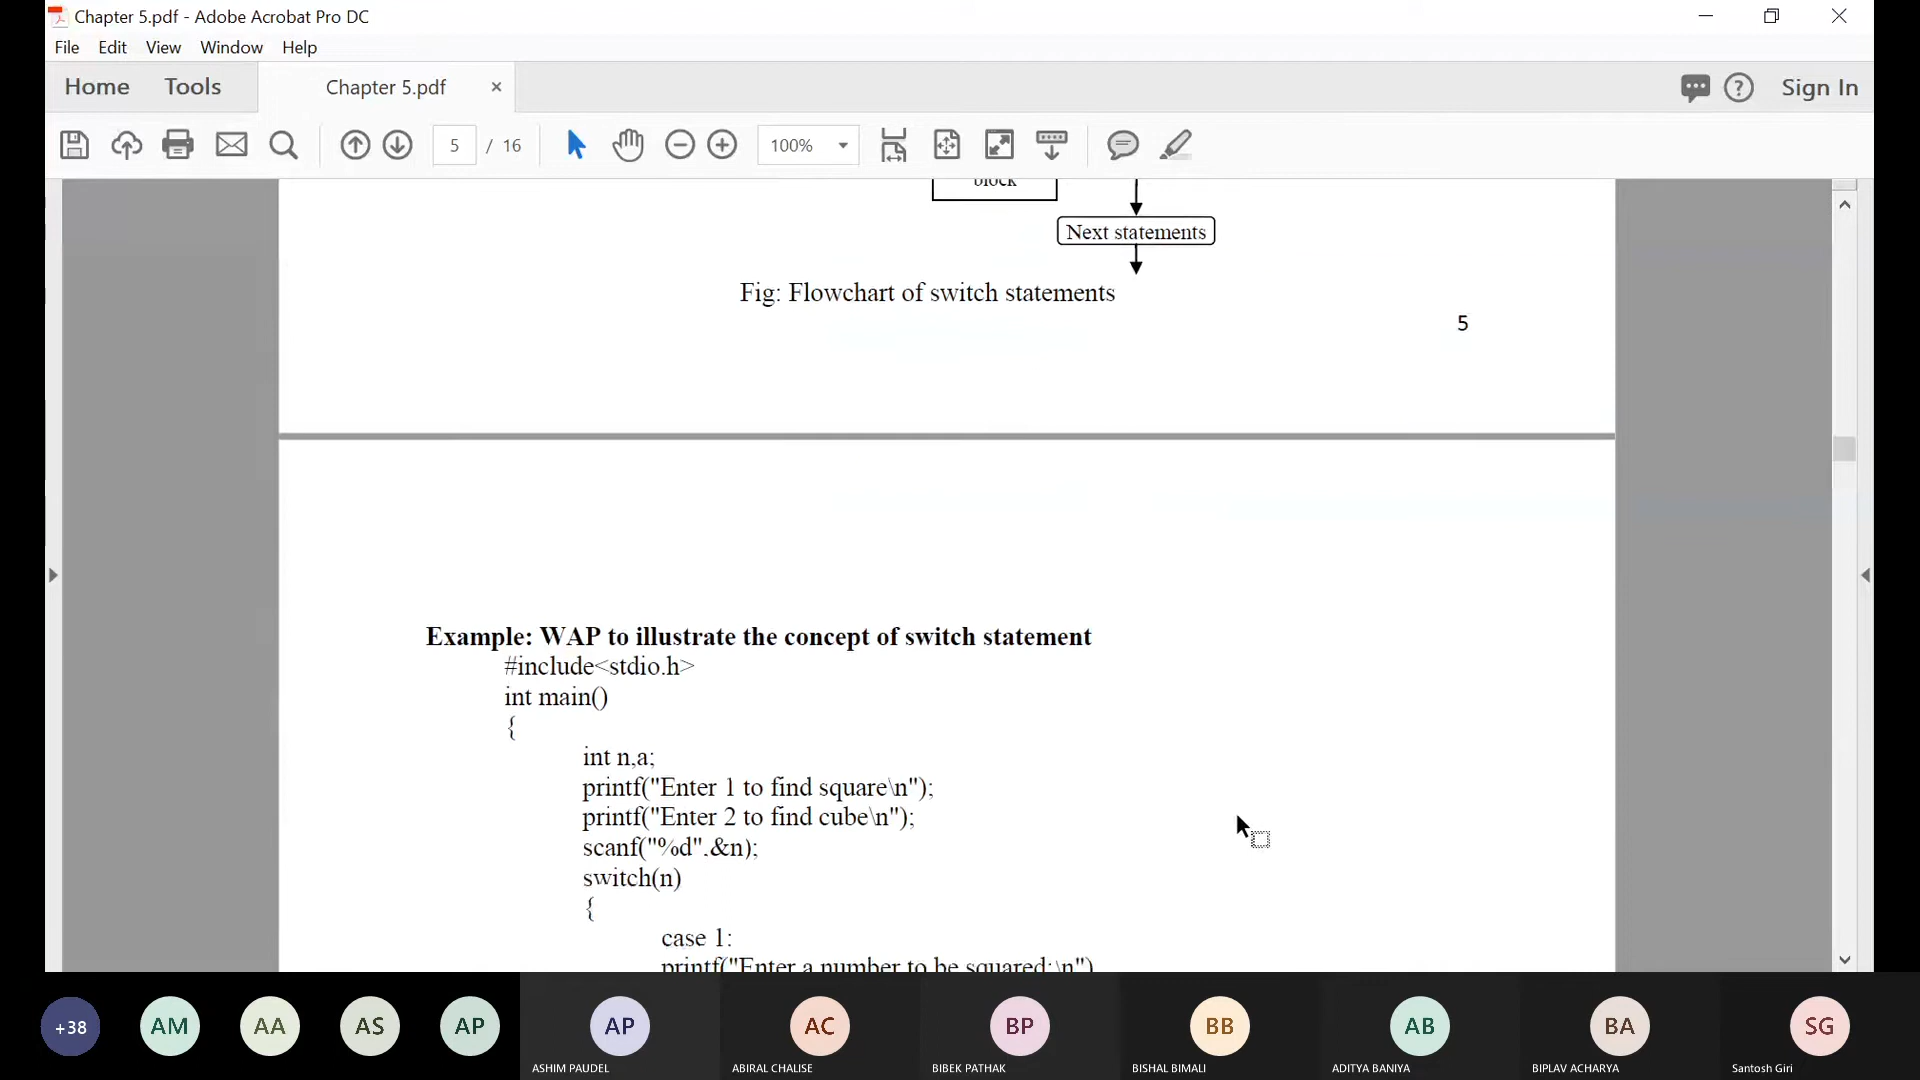 Chapter 5.pdf - Adobe Acrobat Pro DC
File Edit View Window Help
Home Tools Chapter 5.pdf × Sign In
5 / 16 100%
block
Next statements
Fig: Flowchart of switch statements
5
Example: WAP to illustrate the concept of switch statement
#include<stdio.h>
int main()
{
int n,a;
printf("Enter 1 to find square\n");
printf("Enter 2 to find cube\n");
scanf("%d",&n);
switch(n)
{
case 1:
printf("Enter a number to be squared:\n")
+38 AM AA AS AP AP AC BP BB AB BA SG
ASHIM PAUDEL ABIRAL CHALISE BIBEK PATHAK BISHAL BIMALI ADITYA BANIYA BIPLAV ACHARYA Santosh Giri